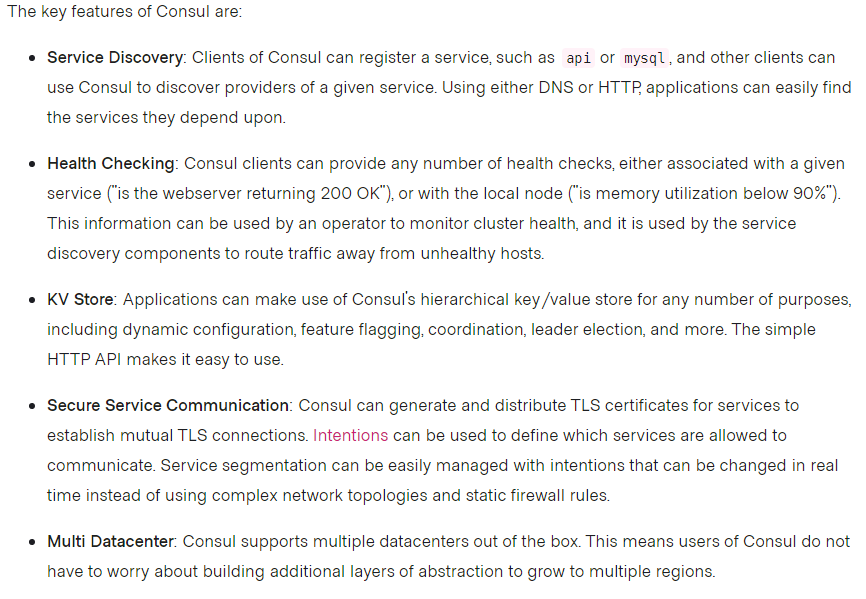 The key features of Consul are:
Service Discovery: Clients of Consul can register a service, such as api or mysql, and other clients can
use Consul to discover providers of a given service. Using either DNS or HTTP, applications can easily find
the services they depend upon.
Health Checking: Consul clients can provide any number of health checks, either associated with a given
service ("is the webserver returning 200 OK"), or with the local node ("is memory utilization below 90%").
This information can be used by an operator to monitor cluster health, and it is used by the service
discovery components to route traffic away from unhealthy hosts.
KV Store: Applications can make use of Consul's hierarchical key/value store for any number of purposes,
including dynamic configuration, feature flagging, coordination, leader election, and more. The simple
HTTP API makes it easy to use.
Secure Service Communication: Consul can generate and distribute TLS certificates for services to
establish mutual TLS connections. Intentions can be used to define which services are allowed to
communicate. Service segmentation can be easily managed with intentions that can be changed in real
time instead of using complex network topologies and static firewall rules.
Multi Datacenter: Consul supports multiple datacenters out of the box. This means users of Consul do not
have to worry about building additional layers of abstraction to grow to multiple regions.